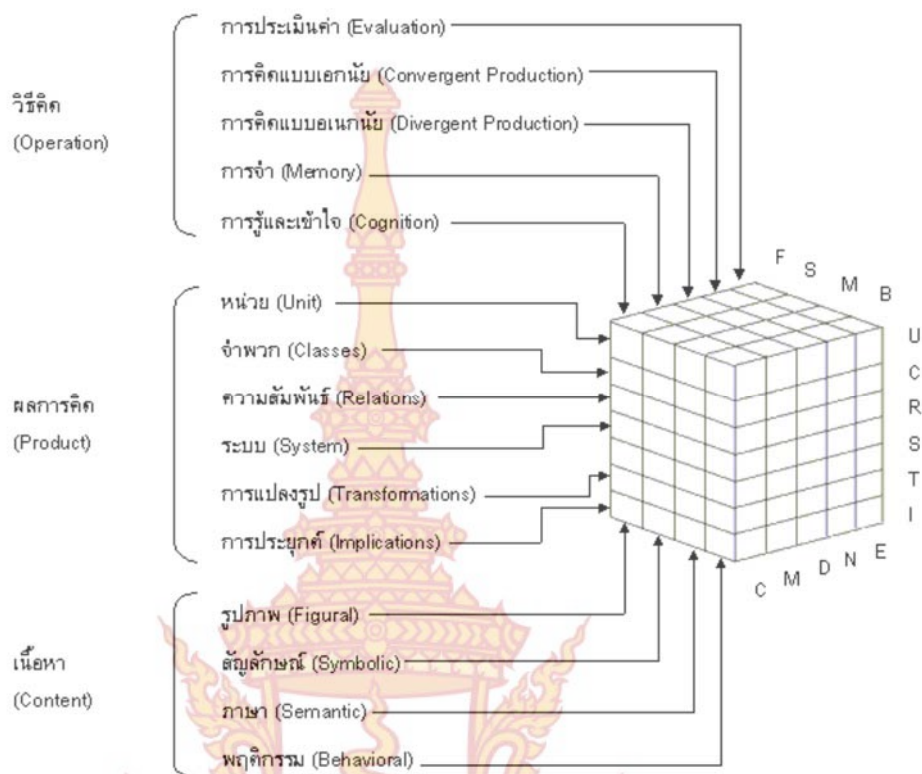 การประเมินค่า (Evaluation)
การคิดแบบเอกนัย (Convergent Production)
วิธีคิด
(Operation)
การคิดแบบอเนกนัย (Divergent Production)
การจำ (Memory)
การรู้และเข้าใจ (Cognition)
F
S
M
B
หน่วย (Unit)
จำพวก (Classes)
ผลการคิด
(Product)
ความสัมพันธ์ (Relations)
ระบบ (System)
การแปลงรูป (Transformations)
การประยุกต์ (Implications)
U
C
R
S
T
I
C M D N E
รูปภาพ (Figural)
เนื้อหา
(Content)
สัญลักษณ์ (Symbolic)
ภาษา (Semantic)
พฤติกรรม (Behavioral)